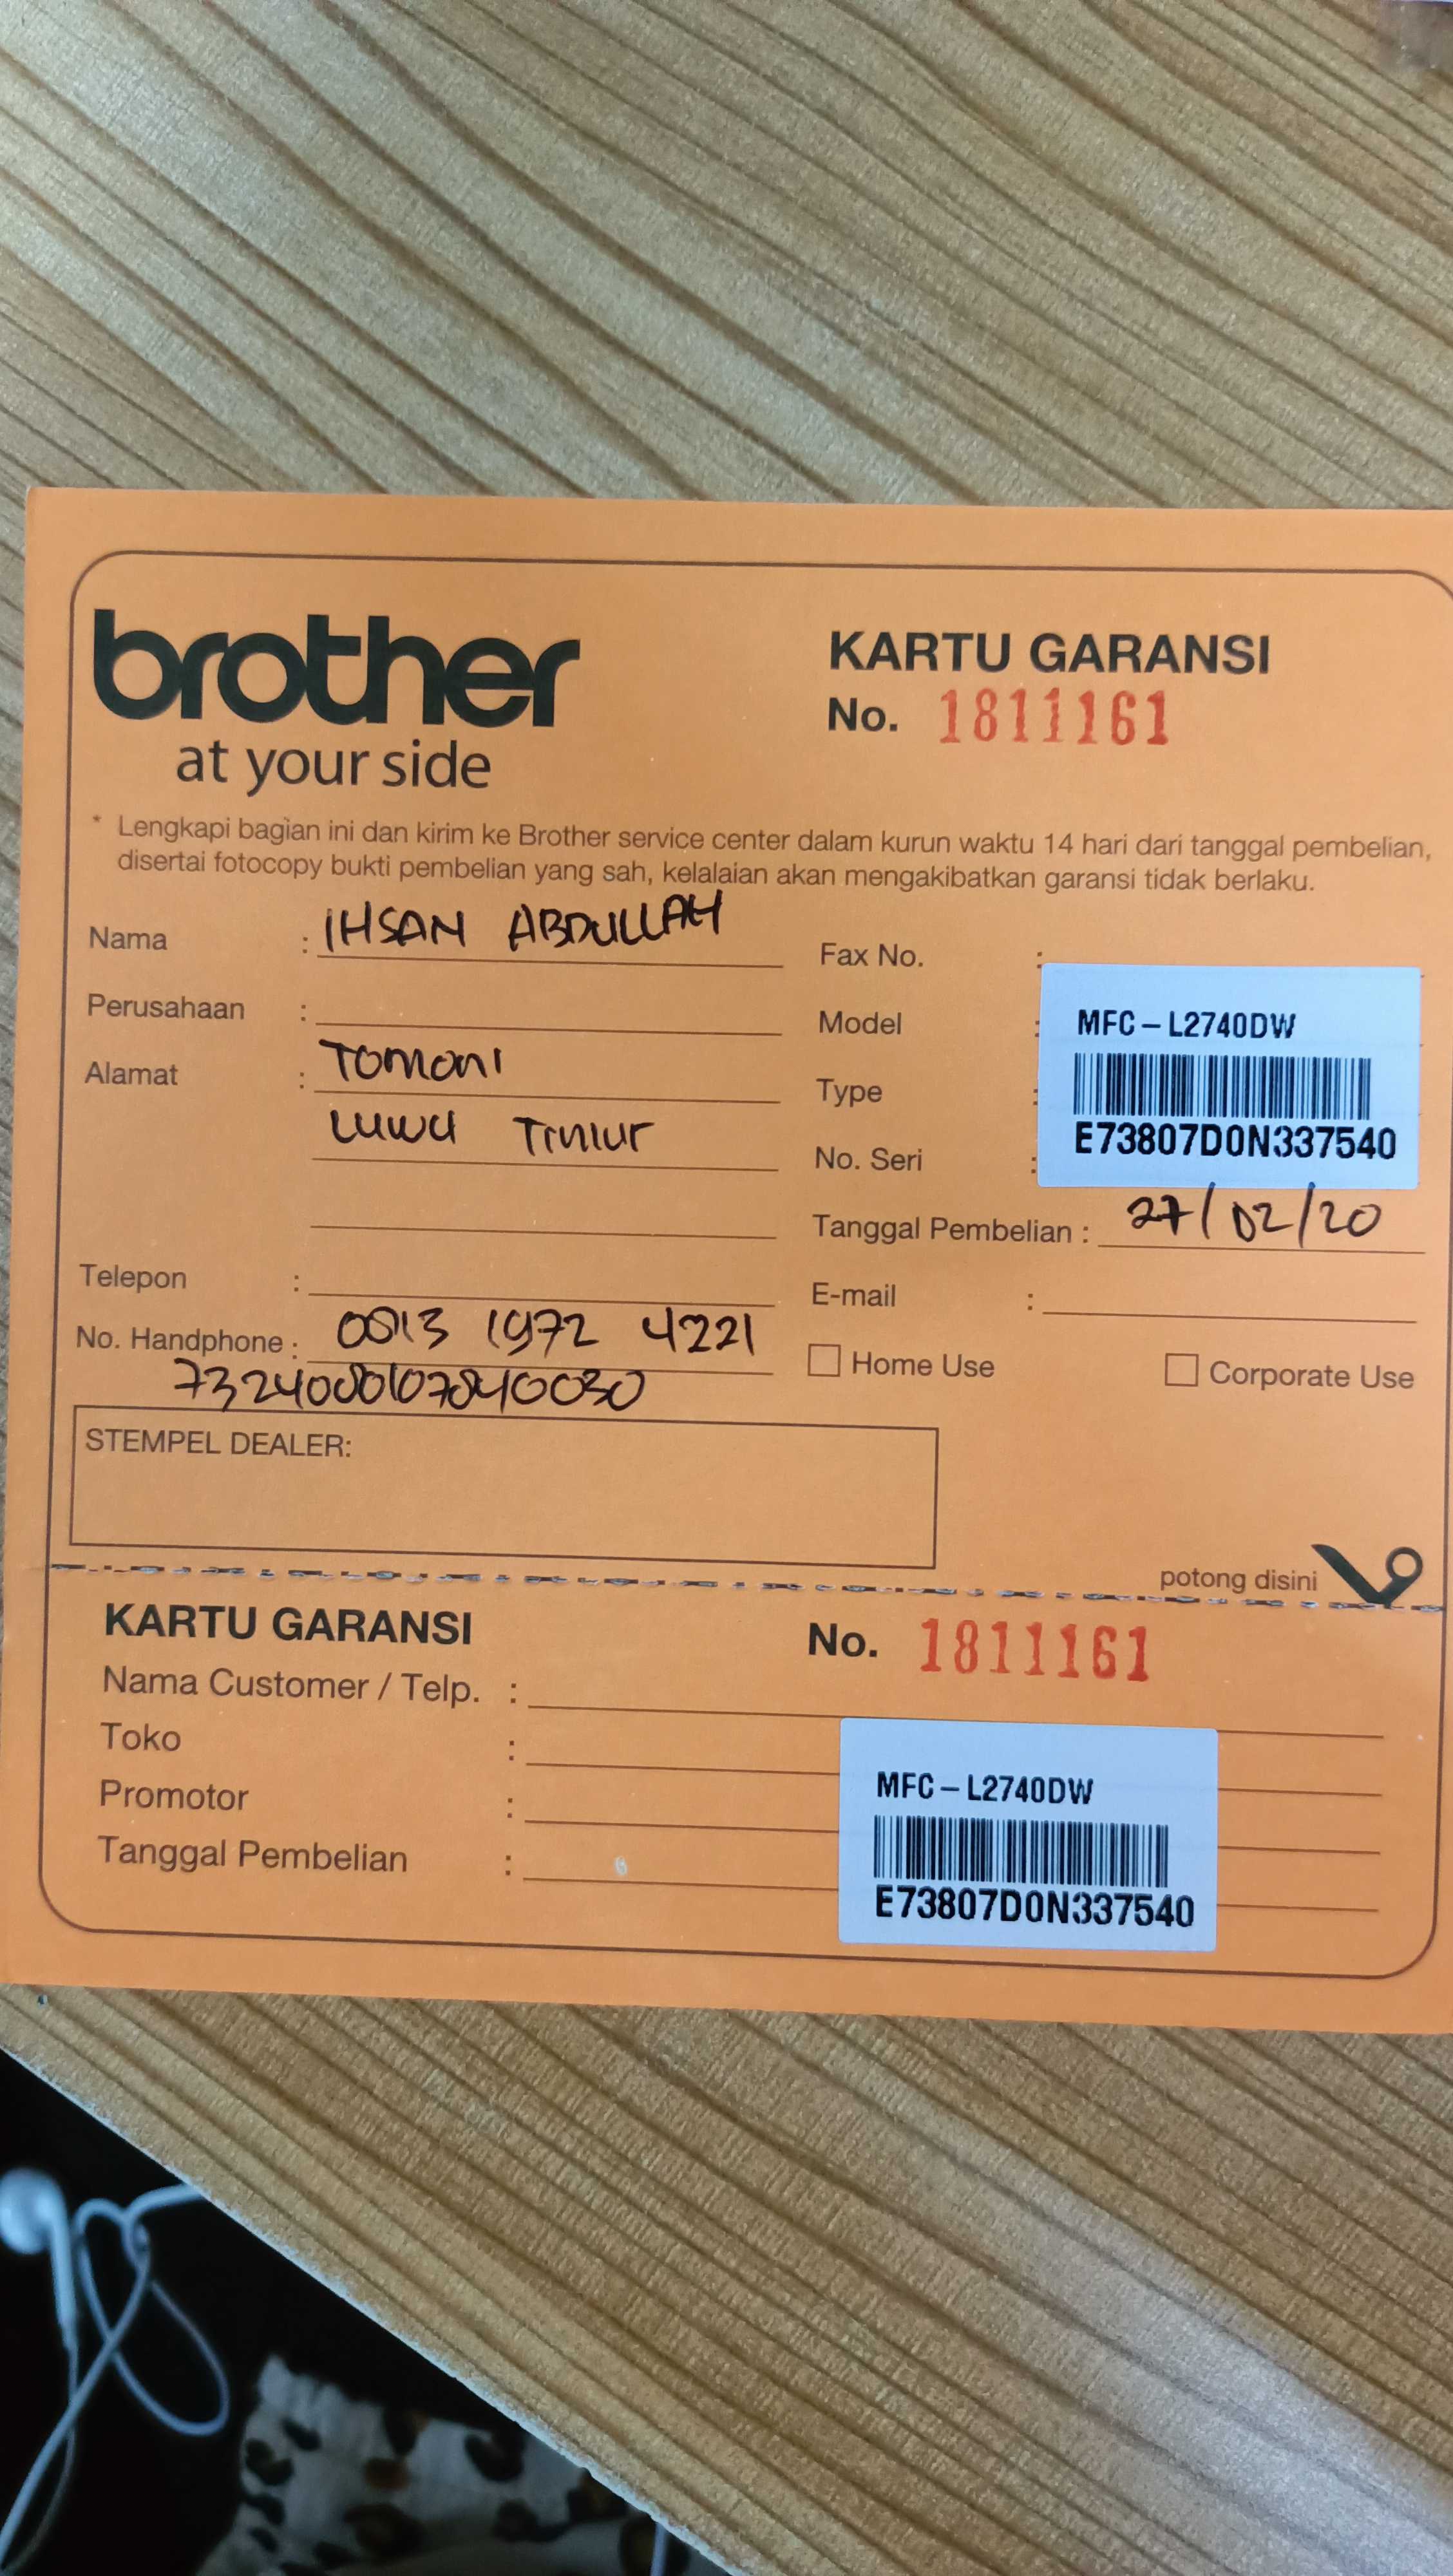 brother
at your side
KARTU GARANSI
No. 1811161
* Lengkapi bagian ini dan kirim ke Brother service center dalam kurun waktu 14 hari dari tanggal pembelian,
disertai fotocopy bukti pembelian yang sah, kelalaian akan mengakibatkan garansi tidak berlaku.
Nama : IHSAN ABDULLAH
Perusahaan :
Alamat : TOMONI
LUWU TIMUR
Telepon :
No. Handphone : 0813 1972 4221
7324080107840030
Fax No. :
Model : MFC-L2740DW
Type :
No. Seri : E73807D0N337540
Tanggal Pembelian : 27/02/20
E-mail :
Home Use Corporate Use
STEMPEL DEALER:
potong disini
KARTU GARANSI
No. 1811161
Nama Customer / Telp. :
Toko :
Promotor :
Tanggal Pembelian :
MFC-L2740DW
E73807D0N337540